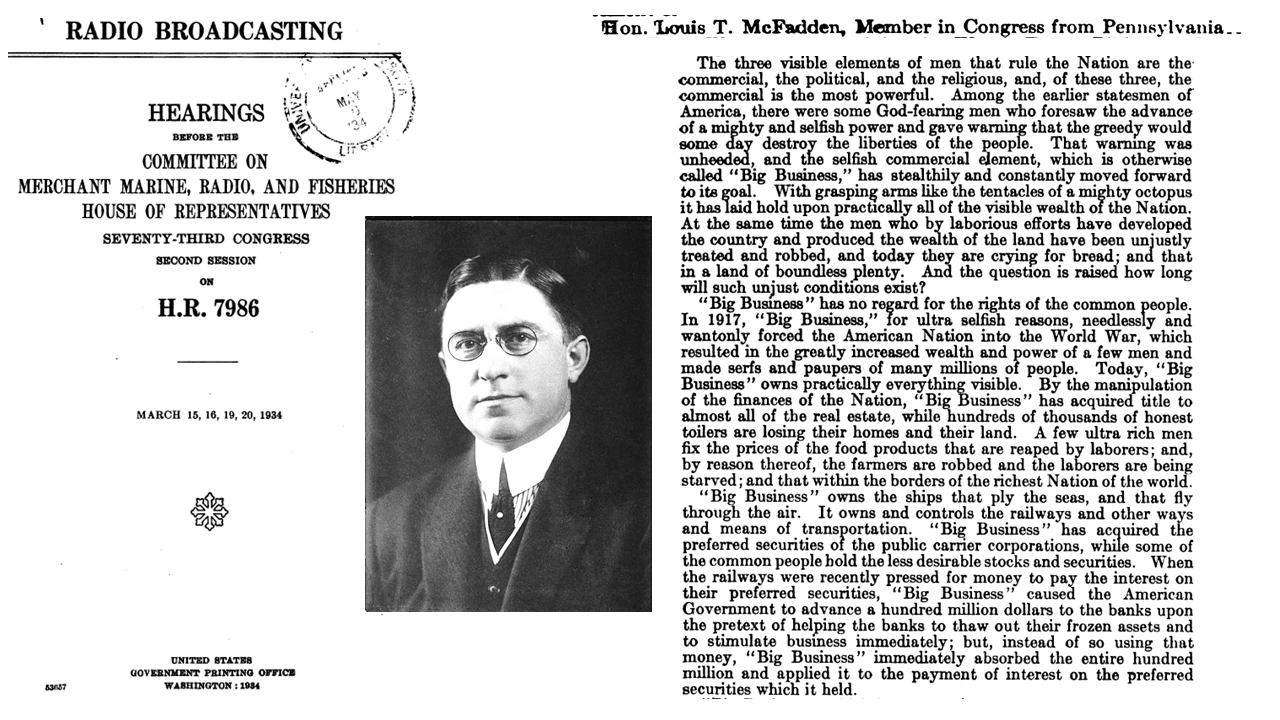 RADIO BROADCASTING
HEARINGS
BEFORE THE
COMMITTEE ON
MERCHANT MARINE, RADIO, AND FISHERIES
HOUSE OF REPRESENTATIVES
SEVENTY-THIRD CONGRESS
SECOND SESSION
ON
H.R. 7986
MAY
'34
MARCH 15, 16, 19, 20, 1934
UNITED STATES
GOVERNMENT PRINTING OFFICE
53657
WASHINGTON : 1934
Hon. Louis T. McFadden, Member in Congress from Pennsylvania
The three visible elements of men that rule the Nation are the
commercial, the political, and the religious, and, of these three, the
commercial is the most powerful. Among the earlier statesmen of
America, there were some God-fearing men who foresaw the advance
of a mighty and selfish power and gave warning that the greedy would
some day destroy the liberties of the people. That warning was
unheeded, and the selfish commercial element, which is otherwise
called "Big Business," has stealthily and constantly moved forward
to its goal. With grasping arms like the tentacles of a mighty octopus
it has laid hold upon practically all of the visible wealth of the Nation.
At the same time the men who by laborious efforts have developed
the country and produced the wealth of the land have been unjustly
treated and robbed, and today they are crying for bread; and that
in a land of boundless plenty. And the question is raised how long
will such unjust conditions exist?
"Big Business" has no regard for the rights of the common people.
In 1917, "Big Business," for ultra selfish reasons, needlessly and
wantonly forced the American Nation into the World War, which
resulted in the greatly increased wealth and power of a few men and
made serfs and paupers of many millions of people. Today, "Big
Business" owns practically everything visible. By the manipulation
of the finances of the Nation, "Big Business" has acquired title to
almost all of the real estate, while hundreds of thousands of honest
toilers are losing their homes and their land. A few ultra rich men
fix the prices of the food products that are reaped by laborers; and,
by reason thereof, the farmers are robbed and the laborers are being
starved; and that within the borders of the richest Nation of the world.
"Big Business" owns the ships that ply the seas, and that fly
through the air. It owns and controls the railways and other ways
and means of transportation. "Big Business" has acquired the
preferred securities of the public carrier corporations, while some of
the common people hold the less desirable stocks and securities. When
the railways were recently pressed for money to pay the interest on
their preferred securities, "Big Business" caused the American
Government to advance a hundred million dollars to the banks upon
the pretext of helping the banks to thaw out their frozen assets and
to stimulate business immediately; but, instead of so using that
money, "Big Business" immediately absorbed the entire hundred
million and applied it to the payment of interest on the preferred
securities which it held.